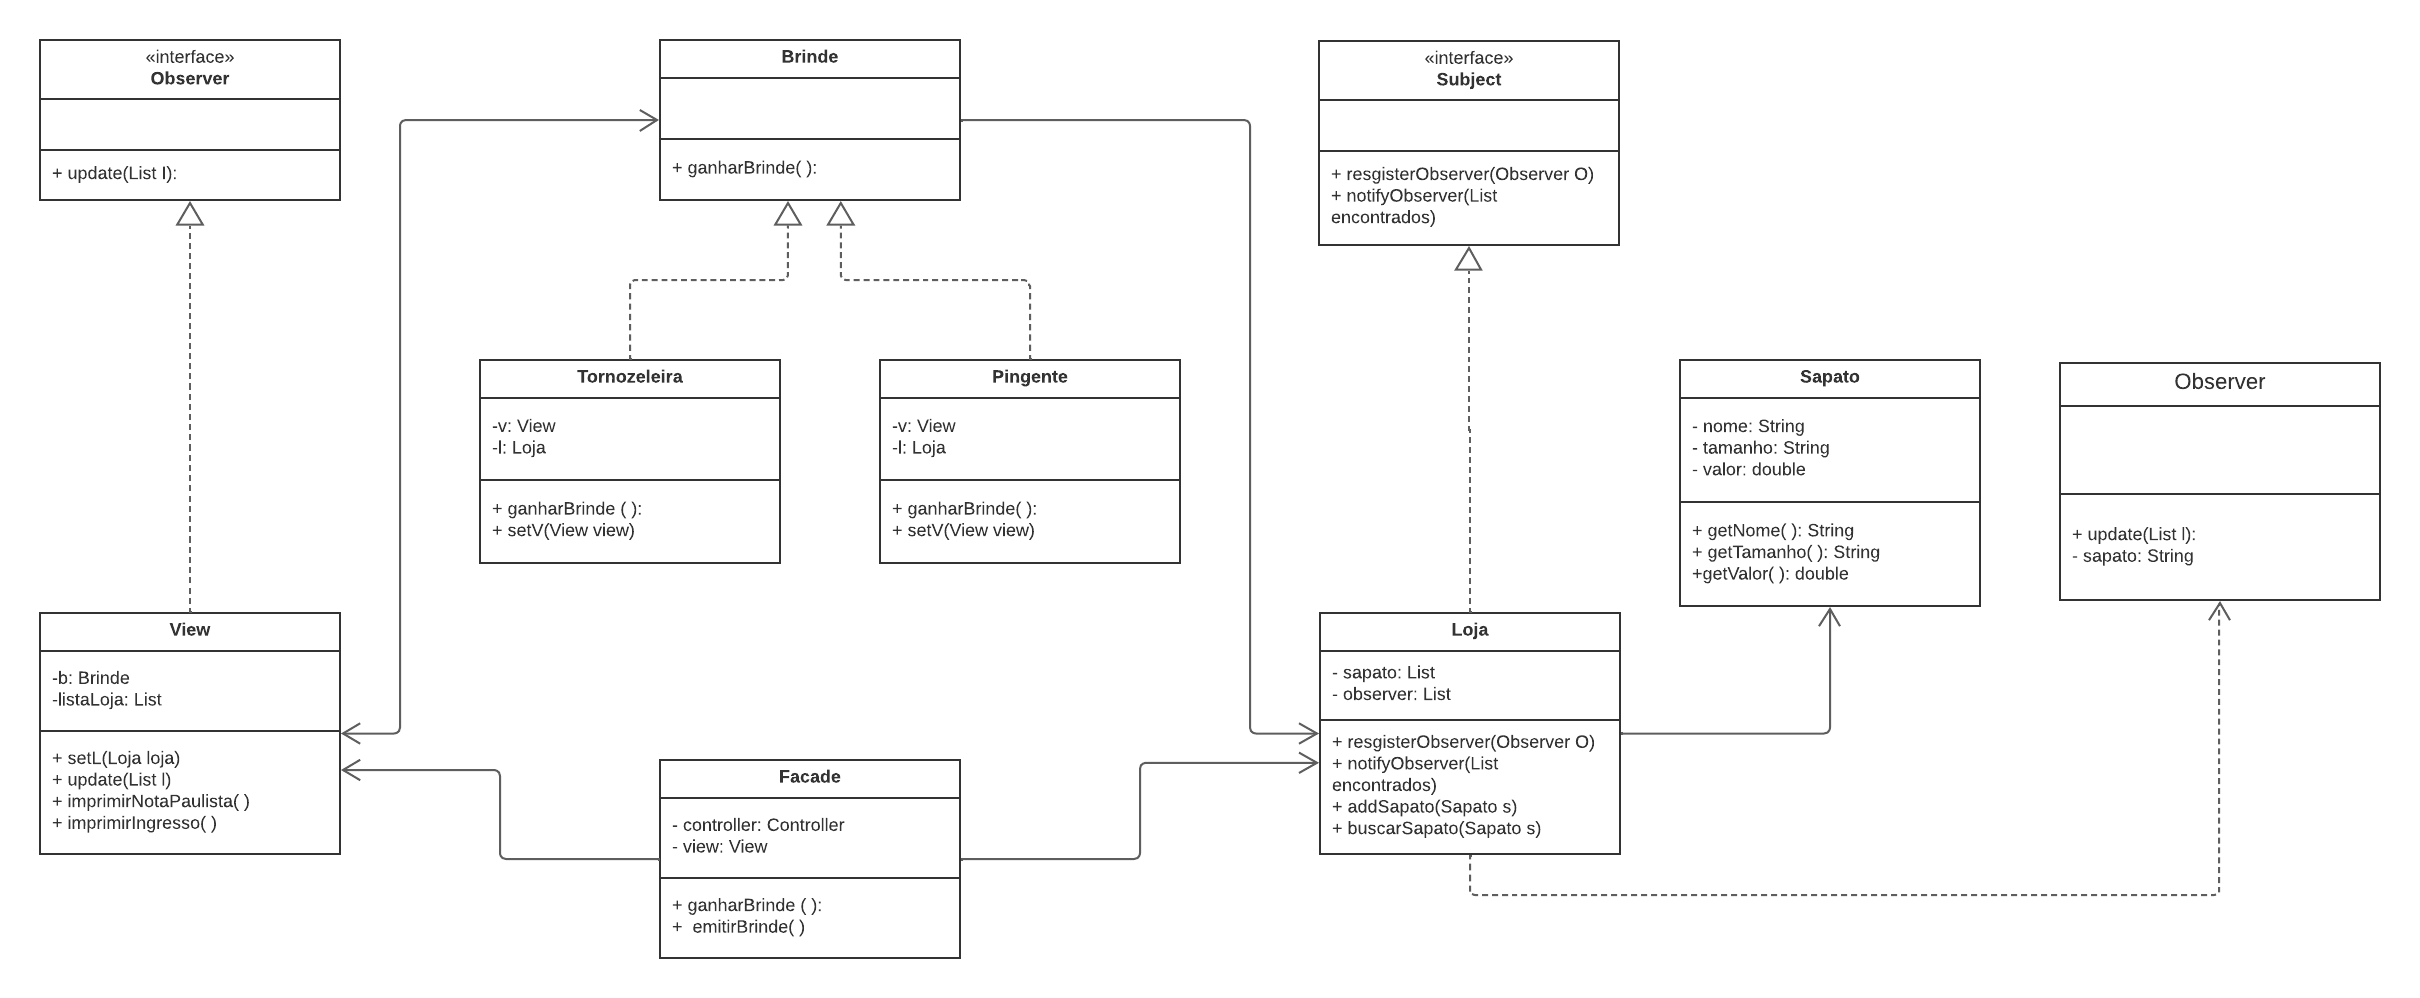 «interface»
Observer
+ update(List l):
Brinde
+ ganharBrinde( ):
«interface»
Subject
+ resgisterObserver(Observer O)
+ notifyObserver(List
encontrados)
Tornozeleira
-v: View
-l: Loja
+ ganharBrinde ( ):
+ setV(View view)
Pingente
-v: View
-l: Loja
+ ganharBrinde( ):
+ setV(View view)
Sapato
- nome: String
- tamanho: String
- valor: double
+ getNome( ): String
+ getTamanho( ): String
+getValor( ): double
Observer
+ update(List l):
- sapato: String
View
-b: Brinde
-listaLoja: List
+ setL(Loja loja)
+ update(List l)
+ imprimirNotaPaulista( )
+ imprimirIngresso( )
Facade
- controller: Controller
- view: View
+ ganharBrinde ( ):
+  emitirBrinde( )
Loja
- sapato: List
- observer: List
+ resgisterObserver(Observer O)
+ notifyObserver(List
encontrados)
+ addSapato(Sapato s)
+ buscarSapato(Sapato s)